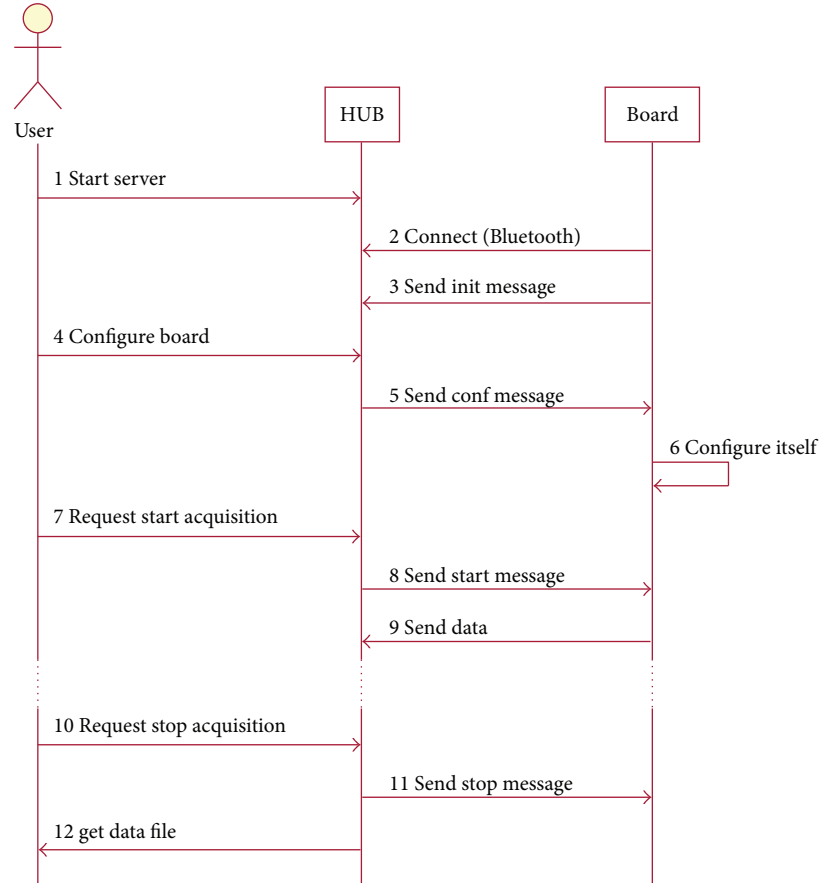 User
HUB
Board
1 Start server
2 Connect (Bluetooth)
3 Send init message
4 Configure board
5 Send conf message
6 Configure itself
7 Request start acquisition
8 Send start message
9 Send data
10 Request stop acquisition
11 Send stop message
12 get data file